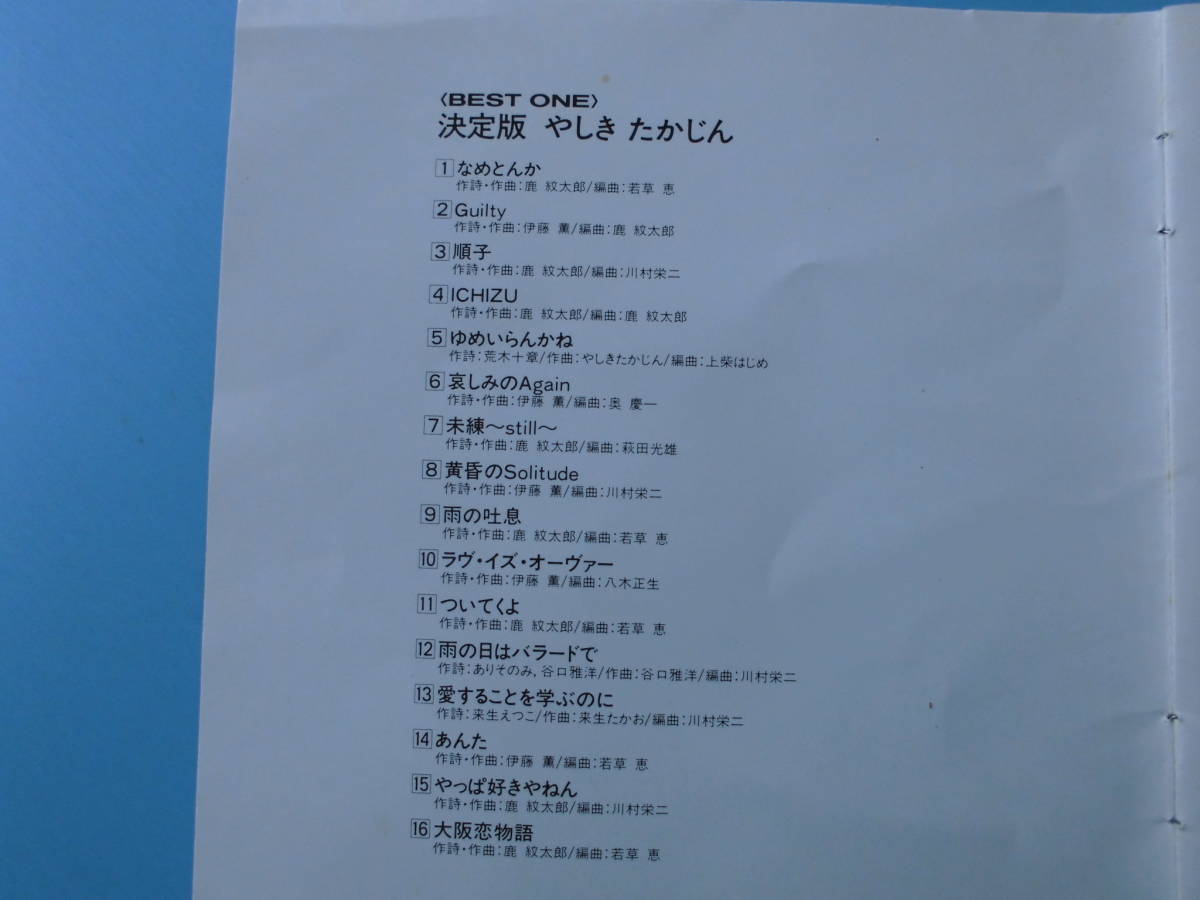 〈BEST ONE〉
決定版 やしき たかじん
1 なめとんか
作詩・作曲:鹿 紋太郎/編曲:若草 恵
2 Guilty
作詩・作曲:伊藤 薫/編曲:鹿 紋太郎
3 順子
作詩・作曲:鹿 紋太郎/編曲:川村栄二
4 ICHIZU
作詩・作曲:鹿 紋太郎/編曲:鹿 紋太郎
5 ゆめいらんかね
作詩:荒木十章/作曲:やしきたかじん/編曲:上柴はじめ
6 哀しみのAgain
作詩・作曲:伊藤 薫/編曲:奥 慶一
7 未練〜still〜
作詩・作曲:鹿 紋太郎/編曲:萩田光雄
8 黄昏のSolitude
作詩・作曲:伊藤 薫/編曲:川村栄二
9 雨の吐息
作詩・作曲:鹿 紋太郎/編曲:若草 恵
10 ラヴ・イズ・オーヴァー
作詩・作曲:伊藤 薫/編曲:八木正生
11 ついてくよ
作詩・作曲:鹿 紋太郎/編曲:若草 恵
12 雨の日はバラードで
作詩:ありそのみ,谷口雅洋/作曲:谷口雅洋/編曲:川村栄二
13 愛することを学ぶのに
作詩:来生えつこ/作曲:来生たかお/編曲:川村栄二
14 あんた
作詩・作曲:伊藤 薫/編曲:若草 恵
15 やっぱ好きやねん
作詩・作曲:鹿 紋太郎/編曲:川村栄二
16 大阪恋物語
作詩・作曲:鹿 紋太郎/編曲:若草 恵